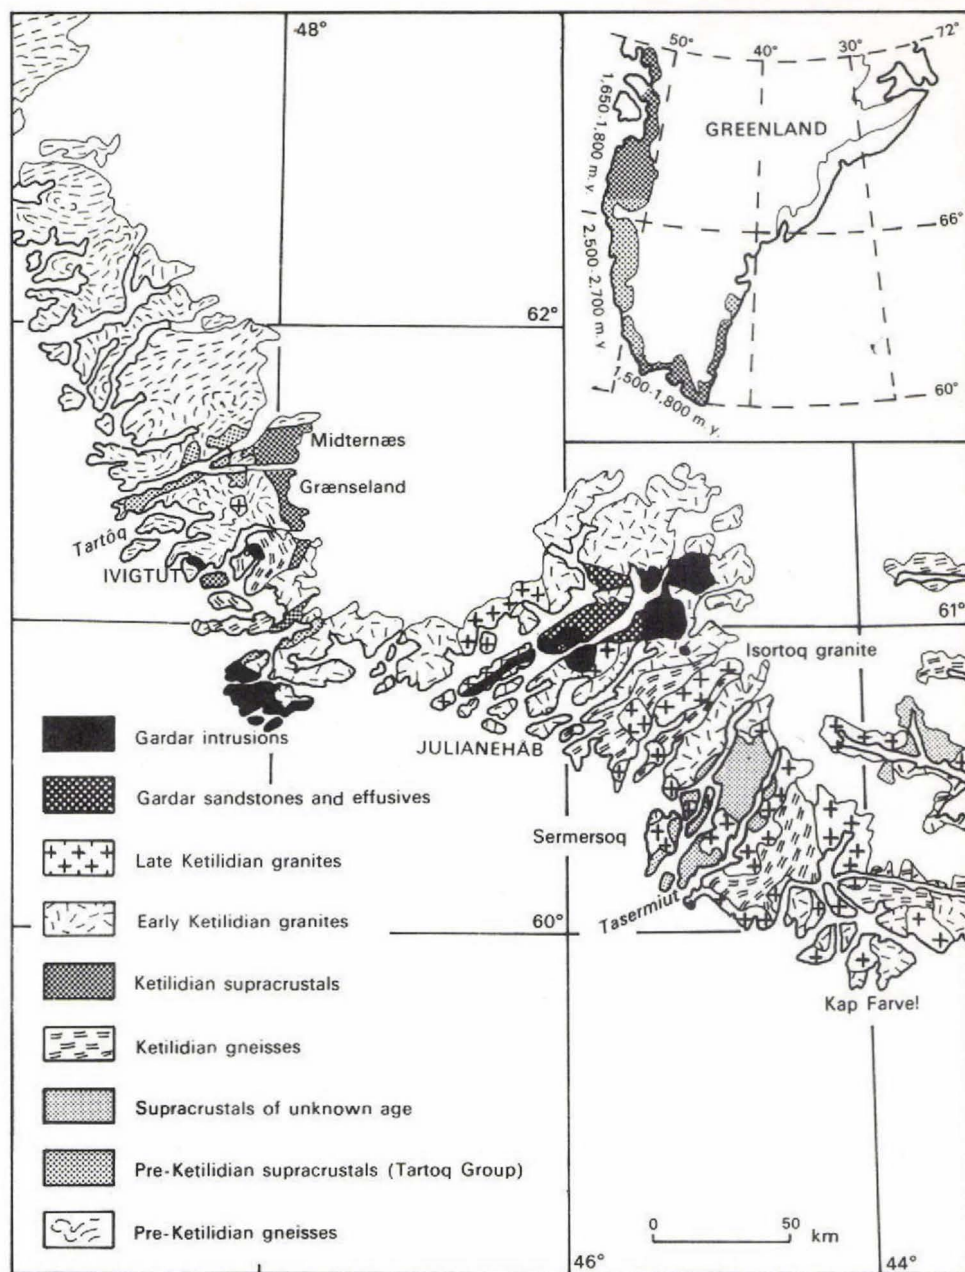 48°
50°
40°
30°
72°
GREENLAND
1,650-1,800 m.y.
2,500-2,700 m.y.
1,500-1,800 m.y.
66°
60°
62°
Midternæs
Grænseland
Tartôq
IVIGTUT
61°
Isortoq granite
JULIANEHÅB
Sermersoq
Tasermiut
60°
Kap Farvel
Gardar intrusions
Gardar sandstones and effusives
Late Ketilidian granites
Early Ketilidian granites
Ketilidian supracrustals
Ketilidian gneisses
Supracrustals of unknown age
Pre-Ketilidian supracrustals (Tartoq Group)
Pre-Ketilidian gneisses
0 50
km
46°
44°